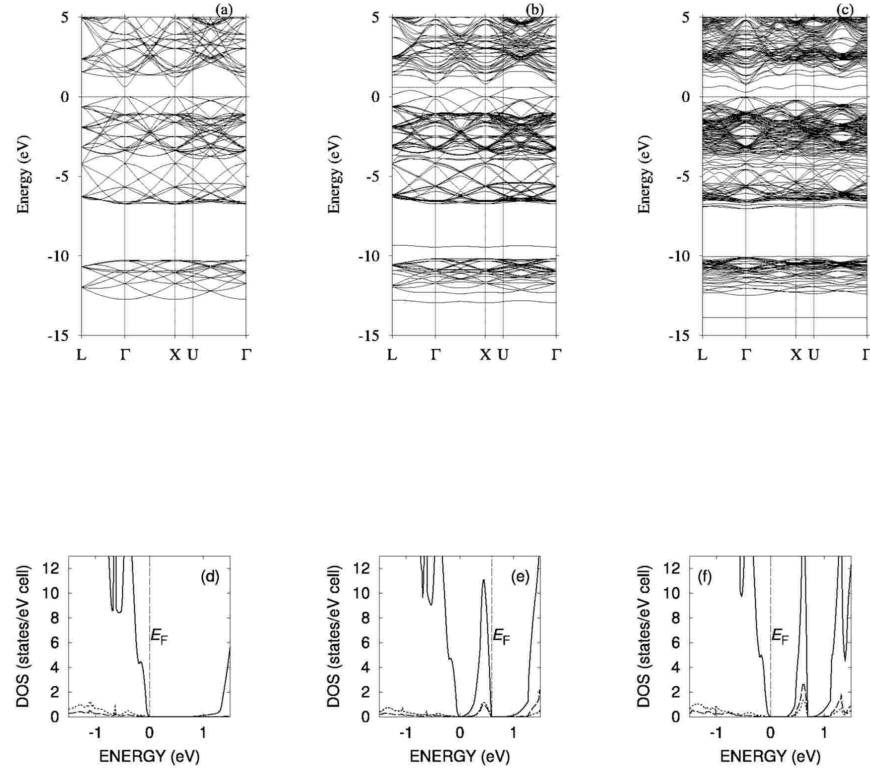 (a)
5
0
-5
-10
-15
Energy (eV)
L Γ X U Γ
(b)
5
0
-5
-10
-15
Energy (eV)
L Γ X U Γ
(c)
5
0
-5
-10
-15
Energy (eV)
L Γ X U Γ
(d)
12
10
8
6
4
2
0
DOS (states/eV cell)
E_F
-1 0 1
ENERGY (eV)
(e)
12
10
8
6
4
2
0
DOS (states/eV cell)
E_F
-1 0 1
ENERGY (eV)
(f)
12
10
8
6
4
2
0
DOS (states/eV cell)
E_F
-1 0 1
ENERGY (eV)